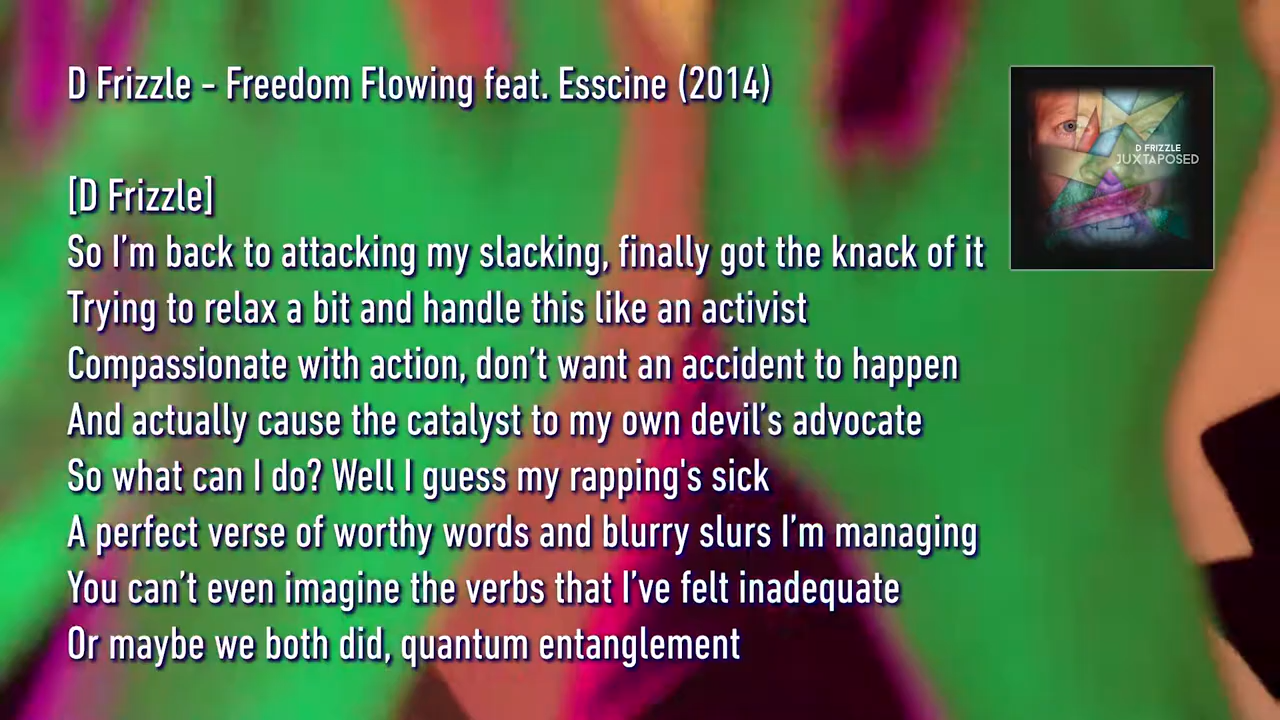 D Frizzle - Freedom Flowing feat. Esscine (2014)
D FRIZZLE
JUXTAPOSED
[D Frizzle]
So I’m back to attacking my slacking, finally got the knack of it
Trying to relax a bit and handle this like an activist
Compassionate with action, don’t want an accident to happen
And actually cause the catalyst to my own devil’s advocate
So what can I do? Well I guess my rapping's sick
A perfect verse of worthy words and blurry slurs I’m managing
You can’t even imagine the verbs that I’ve felt inadequate
Or maybe we both did, quantum entanglement